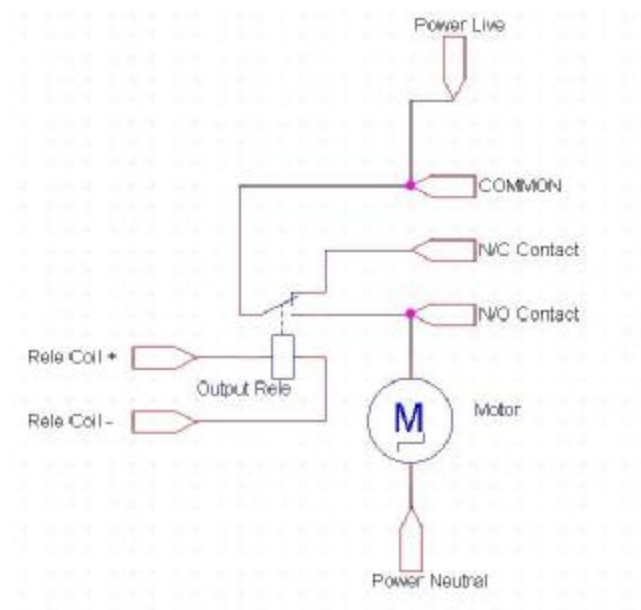 Power Live
COMMON
N/C Contact
N/O Contact
Rele Coil +
Output Rele
Rele Coil -
M
Motor
Power Neutral